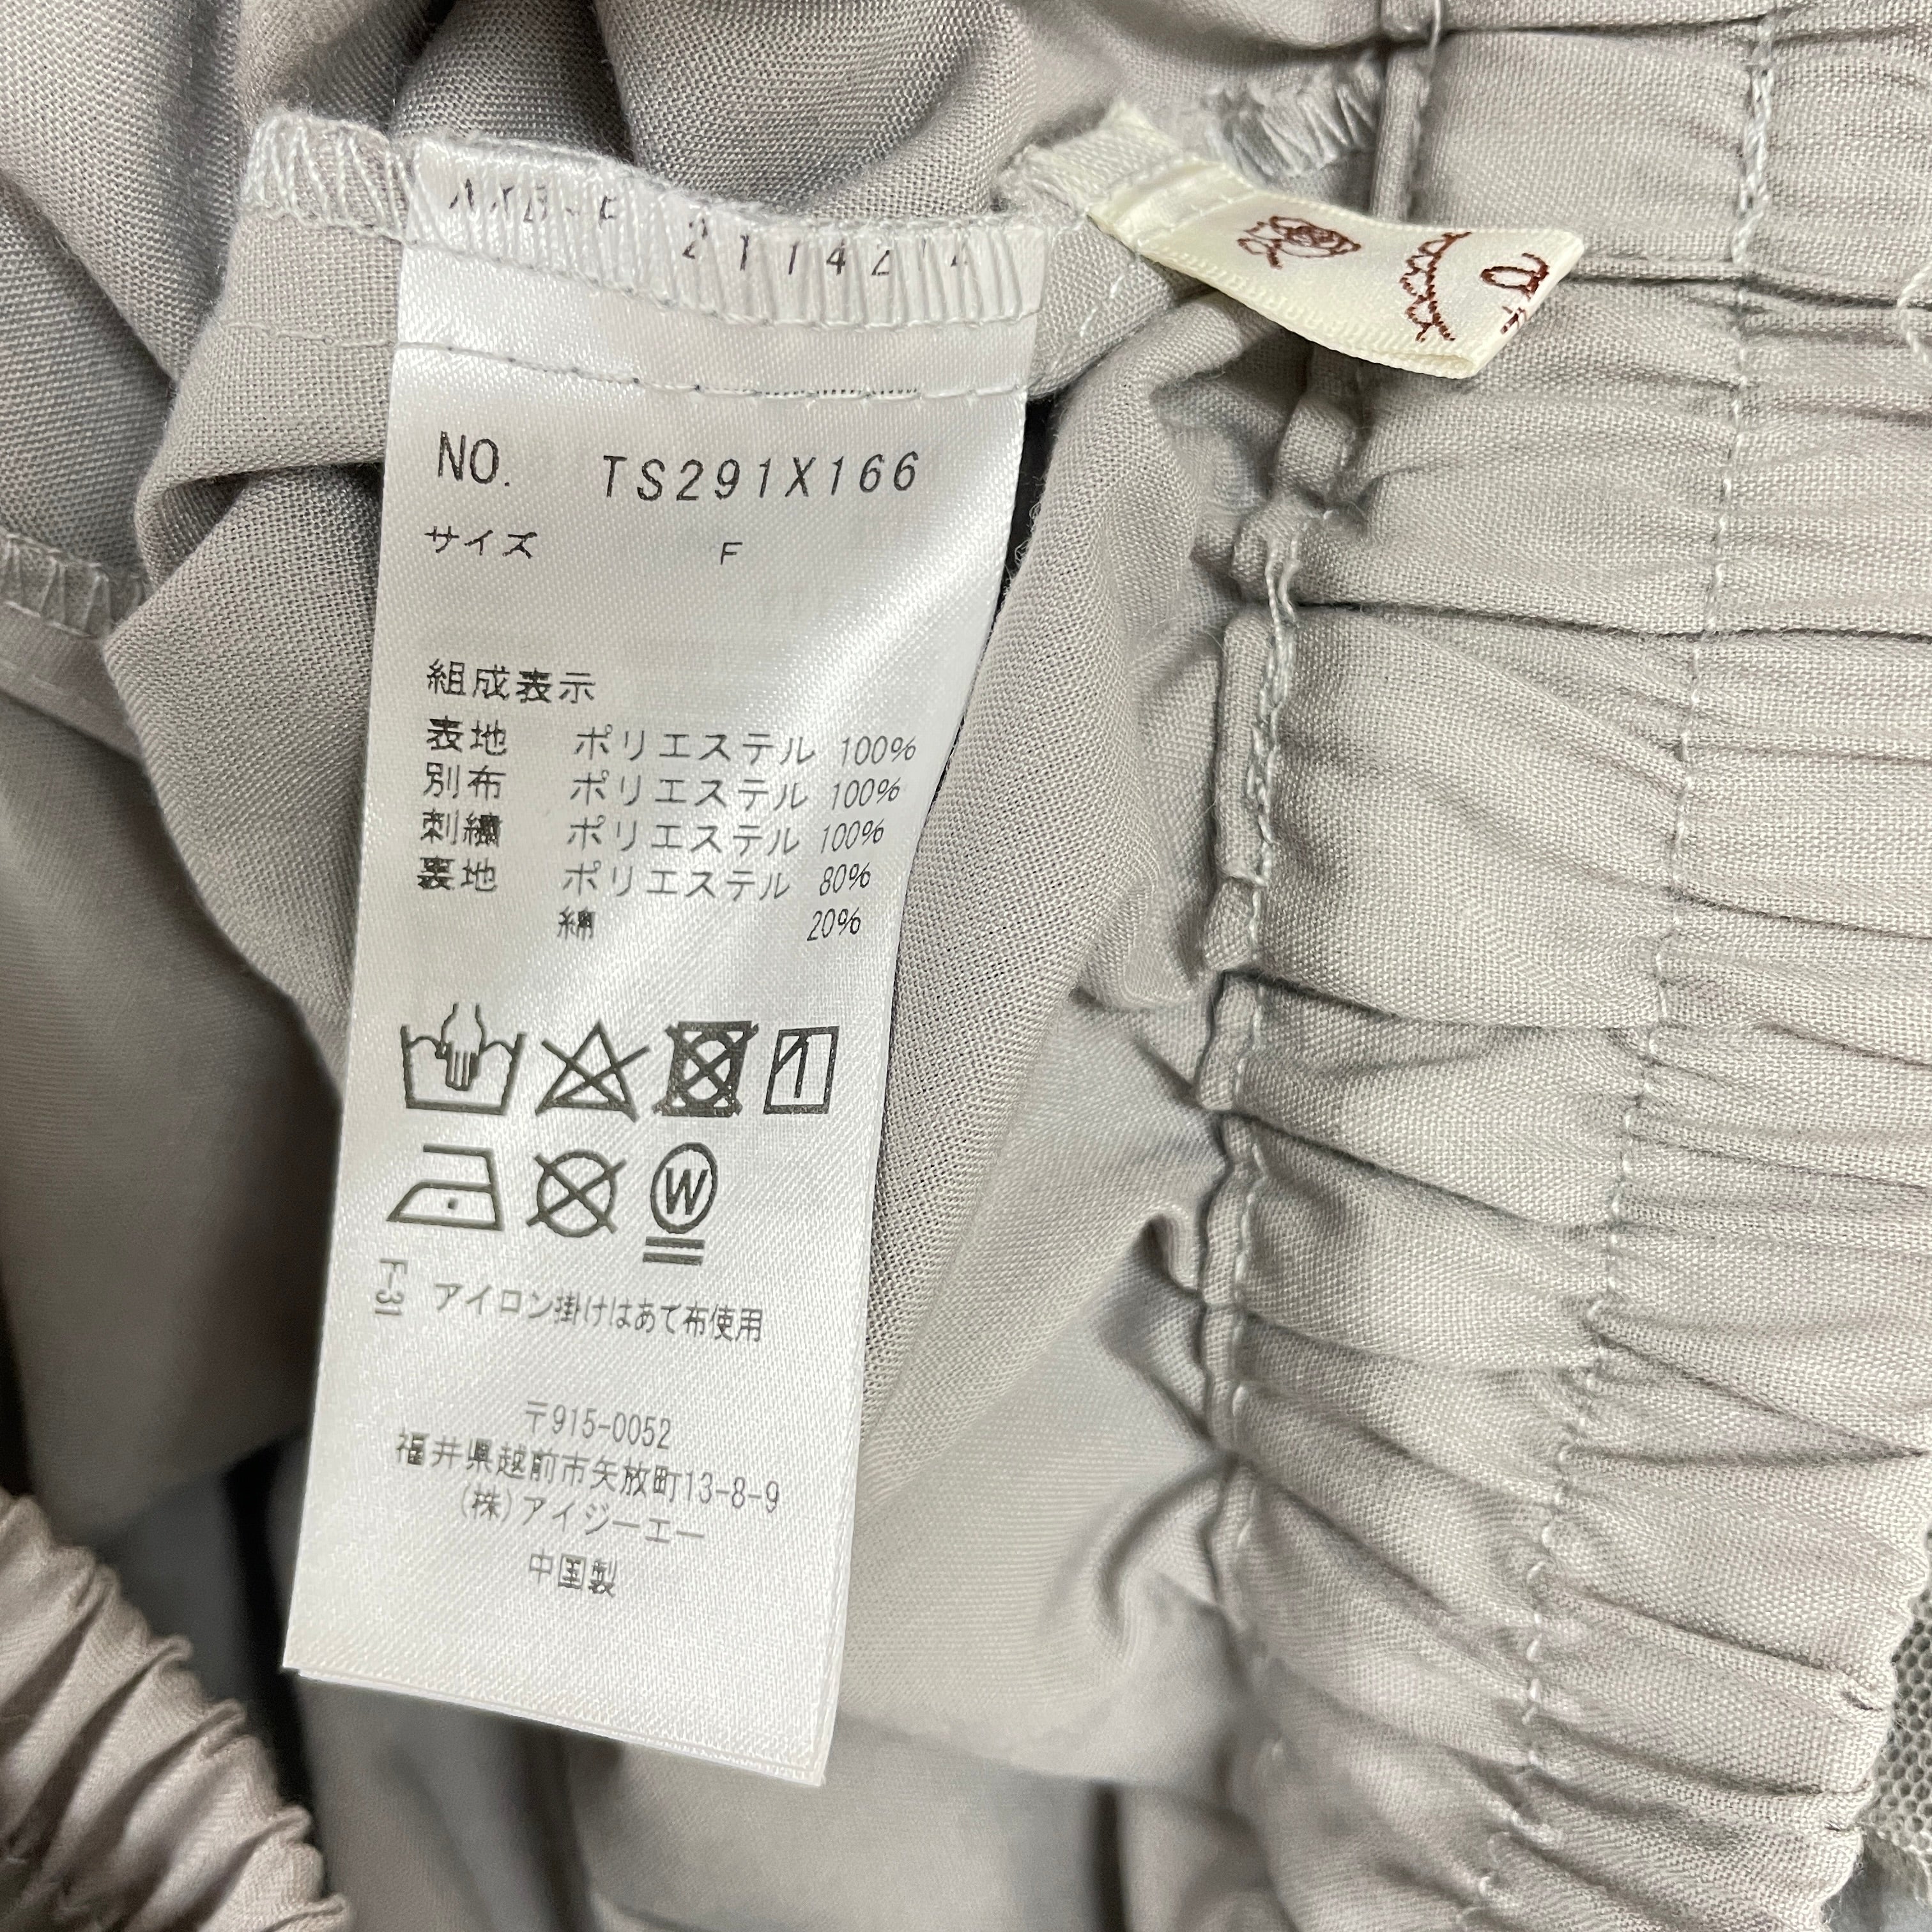 NO. TS291X166
サイズ F
組成表示
表地 ポリエステル 100%
別布 ポリエステル 100%
刺繍 ポリエステル 100%
裏地 ポリエステル 80%
綿 20%
W
F-31 アイロン掛けはあて布使用
〒915-0052
福井県越前市矢放町13-8-9
(株)アイジーエー
中国製